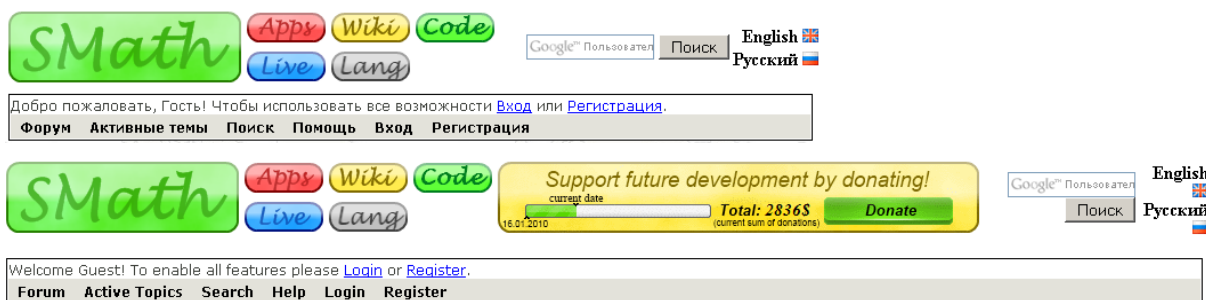 SMath Apps Wiki Code
Live Lang
Google™ Пользовател Поиск
English
Русский
Добро пожаловать, Гость! Чтобы использовать все возможности Вход или Регистрация.
Форум Активные темы Поиск Помощь Вход Регистрация
SMath Apps Wiki Code
Live Lang
Support future development by donating!
current date
16.01.2010
Total: 2836$
(current sum of donations)
Donate
Google™ Пользовател
Поиск
English
Русский
Welcome Guest! To enable all features please Login or Register.
Forum Active Topics Search Help Login Register